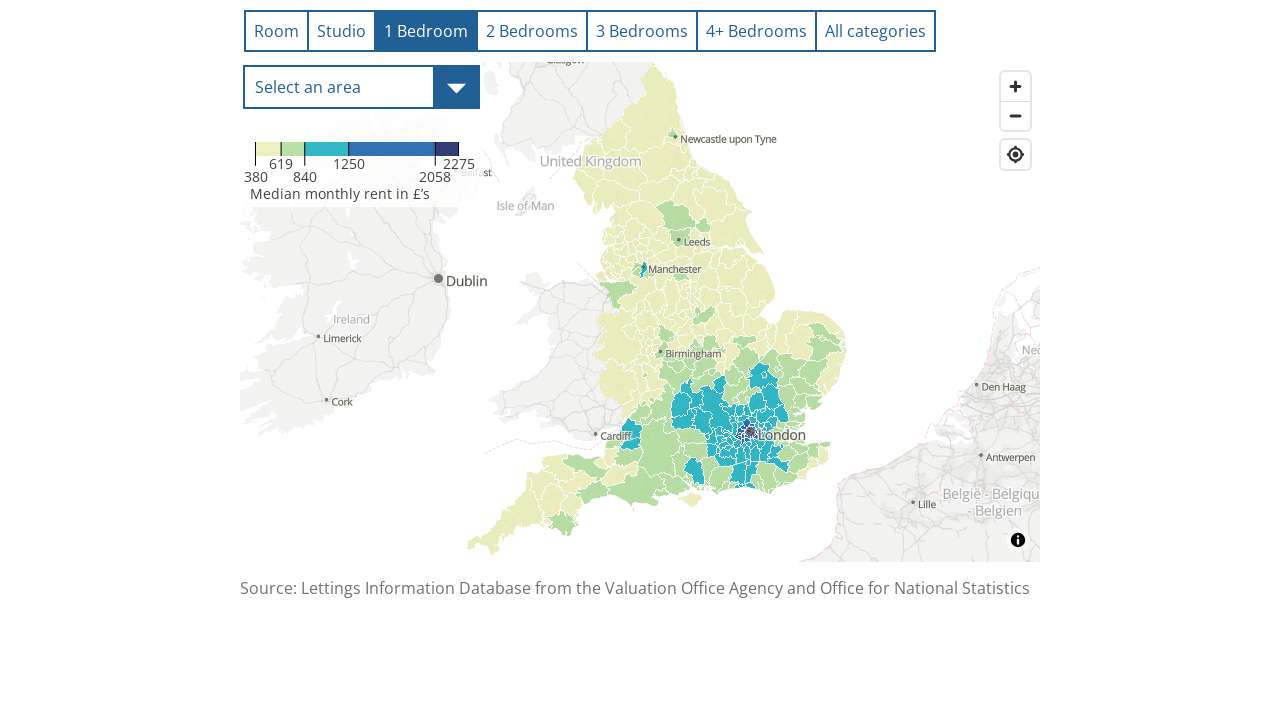 Room Studio 1 Bedroom 2 Bedrooms 3 Bedrooms 4+ Bedrooms All categories
Select an area
Glasgow
Newcastle upon Tyne
United Kingdom
619 1250 2275
380 840 2058
Belfast
Median monthly rent in £’s
Isle of Man
Leeds
Manchester
Dublin
Ireland
Limerick
Birmingham
Den Haag
Cork
Cardiff
London
Antwerpen
België - Belgiqu
- Belgien
Lille
Source: Lettings Information Database from the Valuation Office Agency and Office for National Statistics